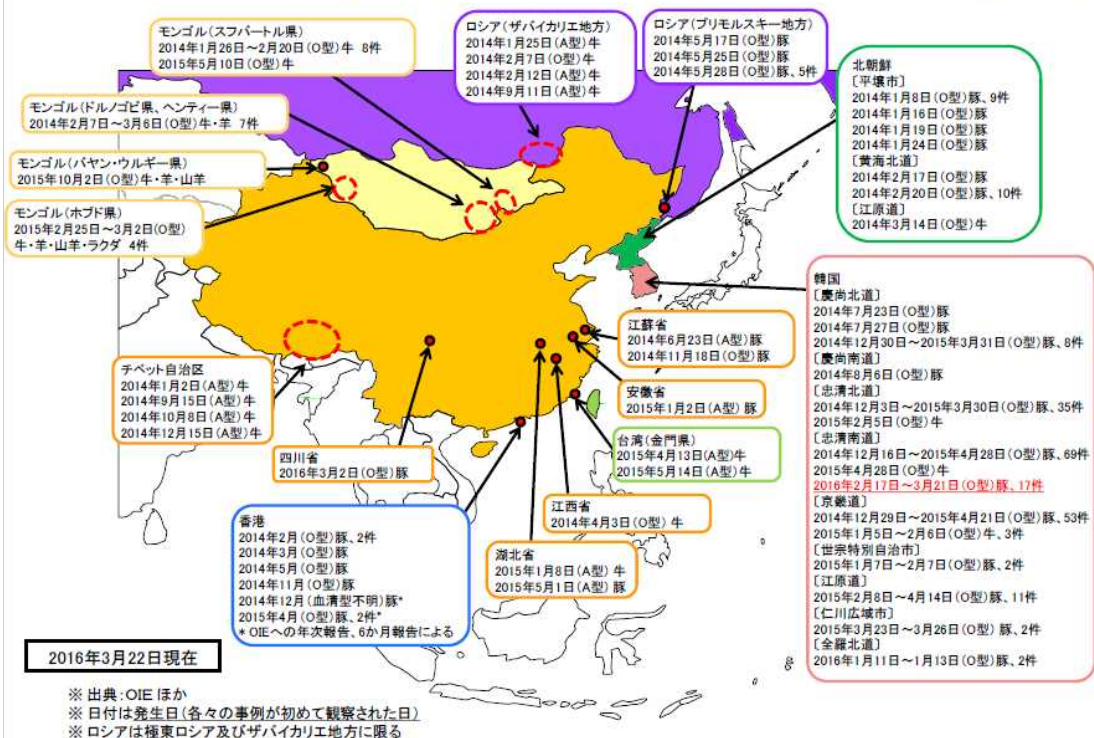 モンゴル(スフバートル県)
2014年1月26日～2月20日(O型)牛 8件
2015年5月10日(O型)牛
モンゴル(ドルノゴビ県、ヘンティー県)
2014年2月7日～3月6日(O型)牛・羊 7件
モンゴル(バヤン・ウルギー県)
2015年10月2日(O型)牛・羊・山羊
モンゴル(ホブド県)
2015年2月25日～3月2日(O型)
牛・羊・山羊・ラクダ 4件
ロシア(ザバイカリエ地方)
2014年1月25日(A型)牛
2014年2月7日(O型)牛
2014年2月12日(A型)牛
2014年9月11日(A型)牛
ロシア(プリモルスキー地方)
2014年5月17日(O型)豚
2014年5月25日(O型)豚
2014年5月28日(O型)豚、5件
北朝鮮
〔平壌市〕
2014年1月8日(O型)豚、9件
2014年1月16日(O型)豚
2014年1月19日(O型)豚
2014年1月24日(O型)豚
〔黄海北道〕
2014年2月17日(O型)豚
2014年2月20日(O型)豚、10件
〔江原道〕
2014年3月14日(O型)牛
韓国
〔慶尚北道〕
2014年7月23日(O型)豚
2014年7月27日(O型)豚
2014年12月30日～2015年3月31日(O型)豚、8件
〔慶尚南道〕
2014年8月6日(O型)豚
〔忠清北道〕
2014年12月3日～2015年3月30日(O型)豚、35件
2015年2月5日(O型)牛
〔忠清南道〕
2014年12月16日～2015年4月28日(O型)豚、69件
2015年4月28日(O型)牛
2016年2月17日～3月21日(O型)豚、17件
〔京畿道〕
2014年12月29日～2015年4月21日(O型)豚、53件
2015年1月5日～2月6日(O型)牛、3件
〔世宗特別自治市〕
2015年1月7日～2月7日(O型)豚、2件
〔江原道〕
2015年2月8日～4月14日(O型)豚、11件
〔仁川広域市〕
2015年3月23日～3月26日(O型) 豚、2件
〔全羅北道〕
2016年1月11日～1月13日(O型)豚、2件
江蘇省
2014年6月23日(A型)豚
2014年11月18日(O型)豚
安徽省
2015年1月2日(A型) 豚
台湾(金門県)
2015年4月13日(A型)牛
2015年5月14日(A型)牛
チベット自治区
2014年1月2日(A型)牛
2014年9月15日(A型)牛
2014年10月8日(A型)牛
2014年12月15日(A型)牛
四川省
2016年3月2日(O型)豚
江西省
2014年4月3日(O型) 牛
湖北省
2015年1月8日(A型) 牛
2015年5月1日(A型) 豚
香港
2014年2月(O型)豚、2件
2014年3月(O型)豚
2014年5月(O型)豚
2014年11月(O型)豚
2014年12月(血清型不明)豚*
2015年4月(O型)豚、2件*
* OIEへの年次報告、6か月報告による
2016年3月22日現在
※ 出典:OIE ほか
※ 日付は発生日(各々の事例が初めて観察された日)
※ ロシアは極東ロシア及びザバイカリエ地方に限る